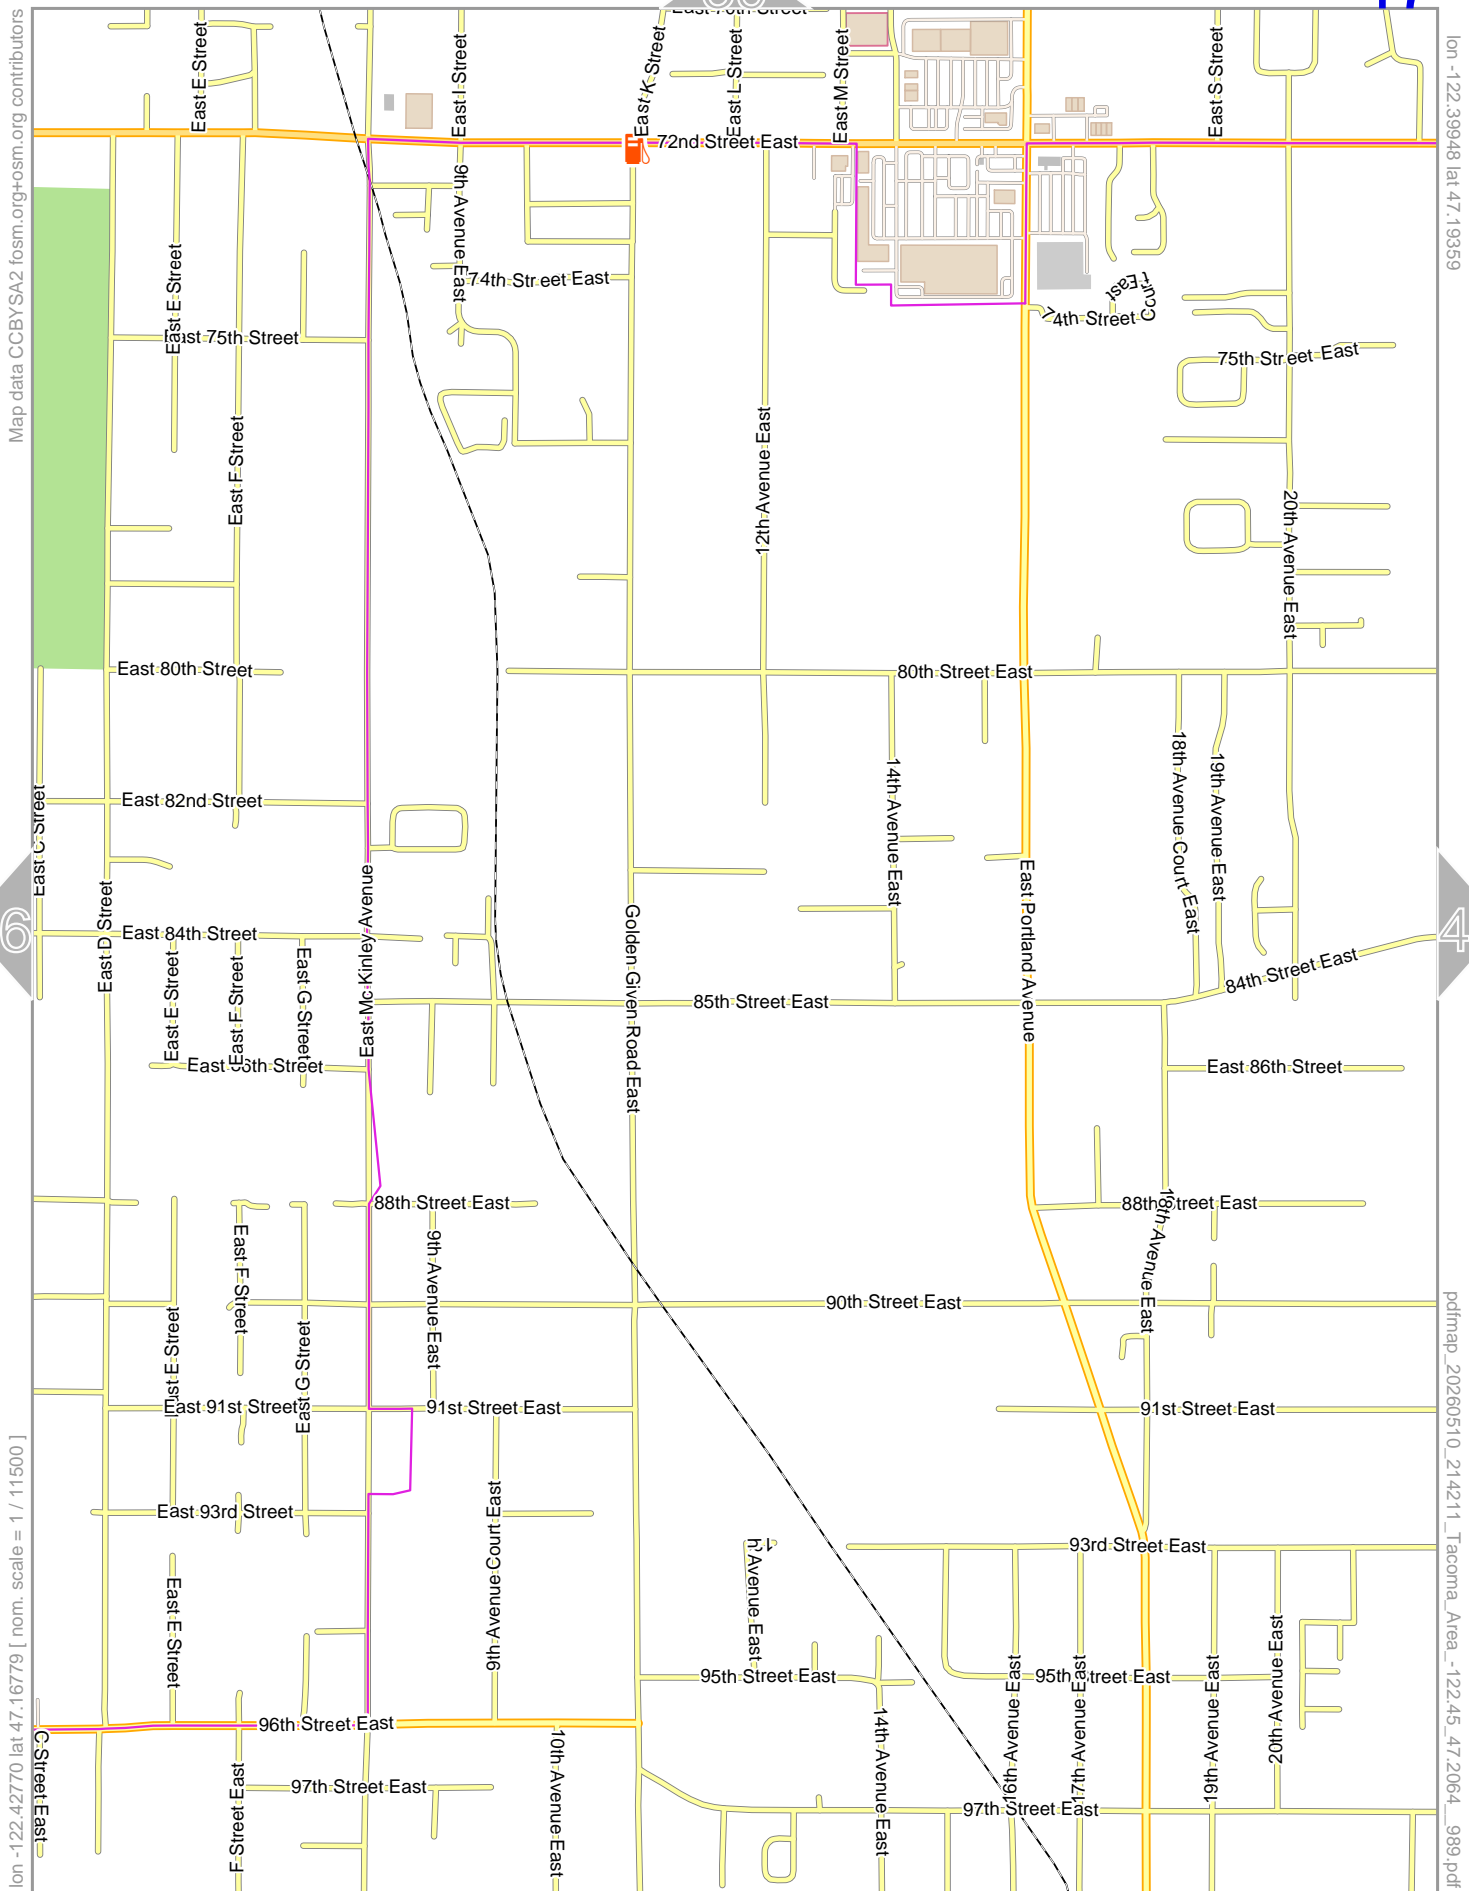 Map data CCBYSA2 fosm.org+osm.org contributors
lon -122.42770 lat 47.16779 [ nom. scale = 1 / 11500 ]
lon -122.39948 lat 47.19359
pdfmap_20260510_214211_Tacoma_Area_-122.45_47.2064__989.pdf
6
4
17
East E Street
East I Street
East K Street
East L Street
East M Street
East S Street
72nd Street East
9th Avenue East
74th Street East
East E Street
East 75th Street
East F Street
74th Street Court East
75th Street East
12th Avenue East
20th Avenue East
East 80th Street
80th Street East
East C Street
East 82nd Street
14th Avenue East
18th Avenue Court East
19th Avenue East
East D Street
East Mc Kinley Avenue
Golden Given Road East
East Portland Avenue
East 84th Street
East E Street
East F Street
East G Street
85th Street East
84th Street East
East 86th Street
East 86th Street
88th Street East
88th Street East
18th Avenue East
East F Street
9th Avenue East
90th Street East
East E Street
East G Street
East 91st Street
91st Street East
91st Street East
East 93rd Street
9th Avenue Court East
93rd Street East
h Avenue East
East E Street
95th Street East
95th Street East
16th Avenue East
17th Avenue East
19th Avenue East
20th Avenue East
96th Street East
C Street East
F Street East
97th Street East
10th Avenue East
14th Avenue East
97th Street East